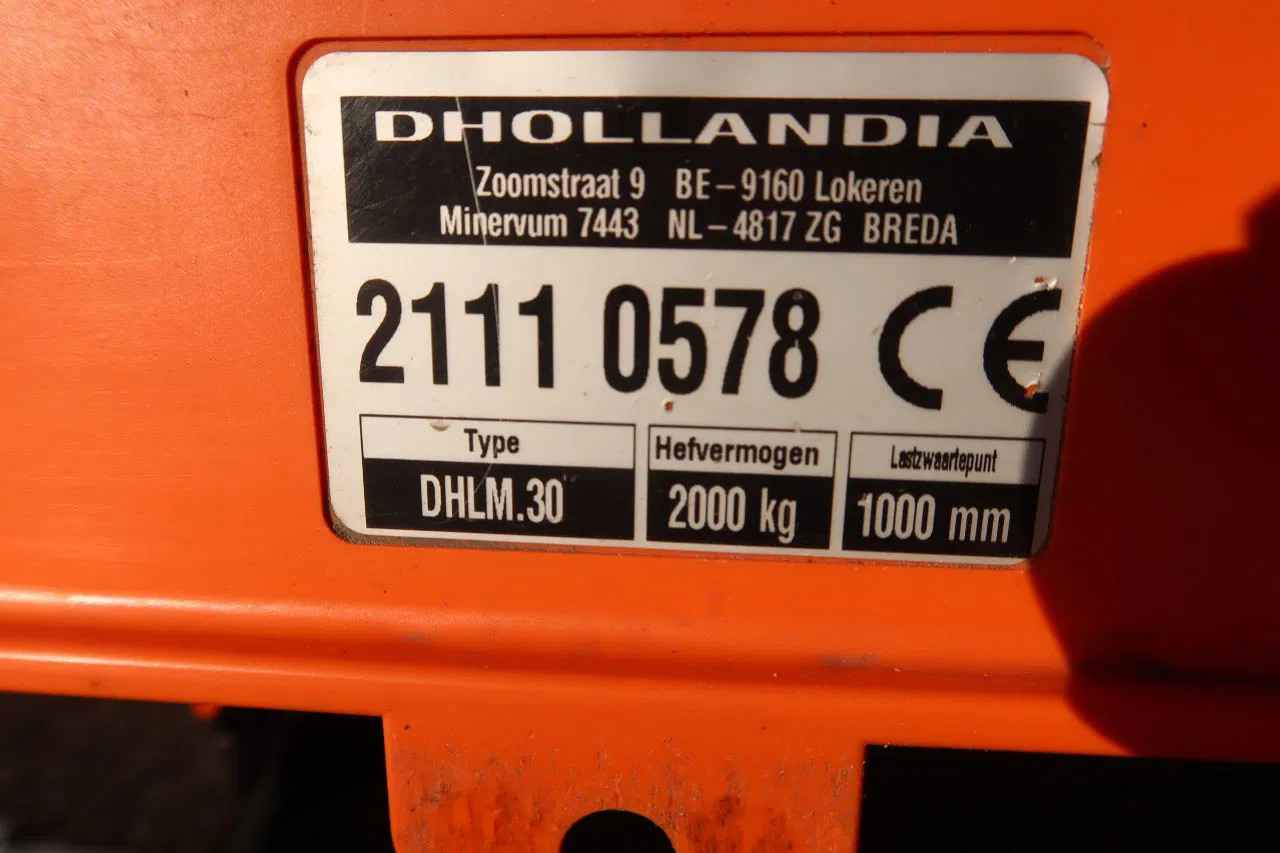 DHOLLANDIA
Zoomstraat 9 BE-9160 Lokeren
Minervum 7443 NL-4817 ZG BREDA
2111 0578 CE
Type Hefvermogen Lastzwaartepunt
DHLM.30 2000 kg 1000 mm